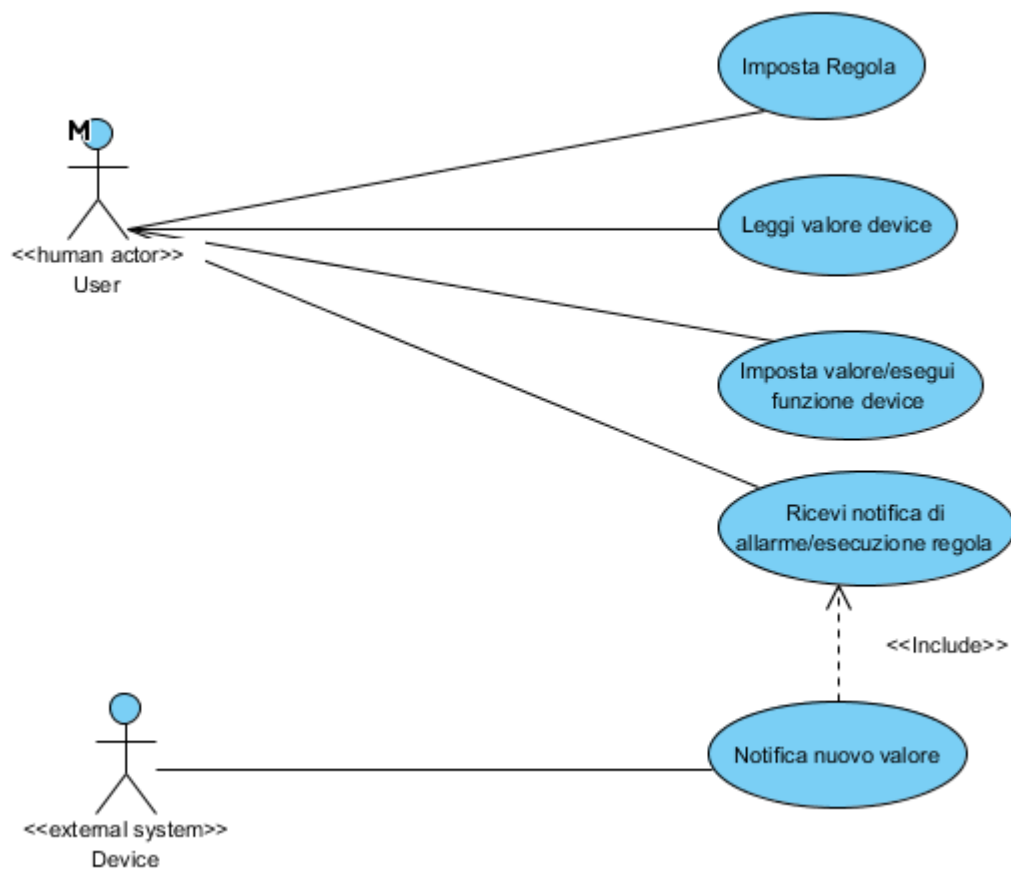 Imposta Regola
M
<<human actor>>
User
Leggi valore device
Imposta valore/esegui
funzione device
Ricevi notifica di
allarme/esecuzione regola
<<Include>>
Notifica nuovo valore
<<external system>>
Device